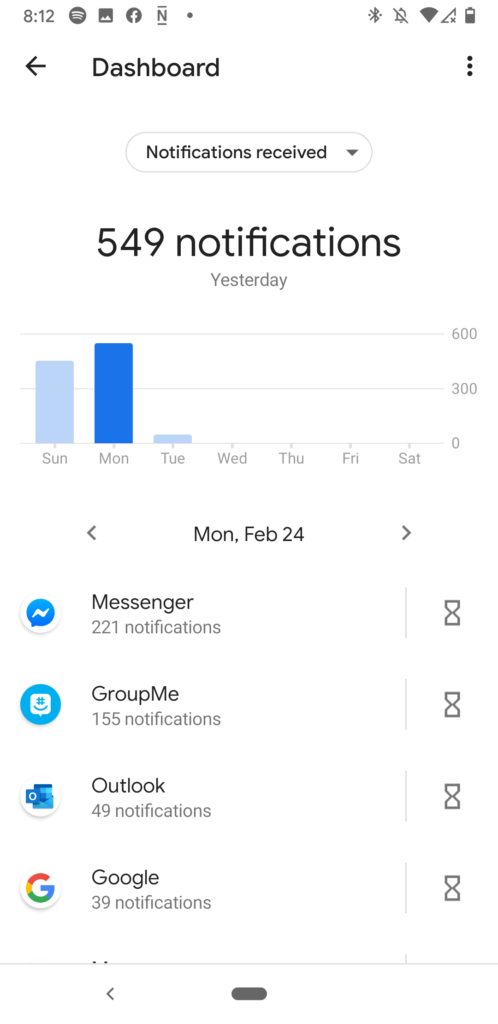 8:12
Dashboard
Notifications received
549 notifications
Yesterday
600
300
0
Sun Mon Tue Wed Thu Fri Sat
Mon, Feb 24
Messenger
221 notifications
GroupMe
155 notifications
Outlook
49 notifications
Google
39 notifications